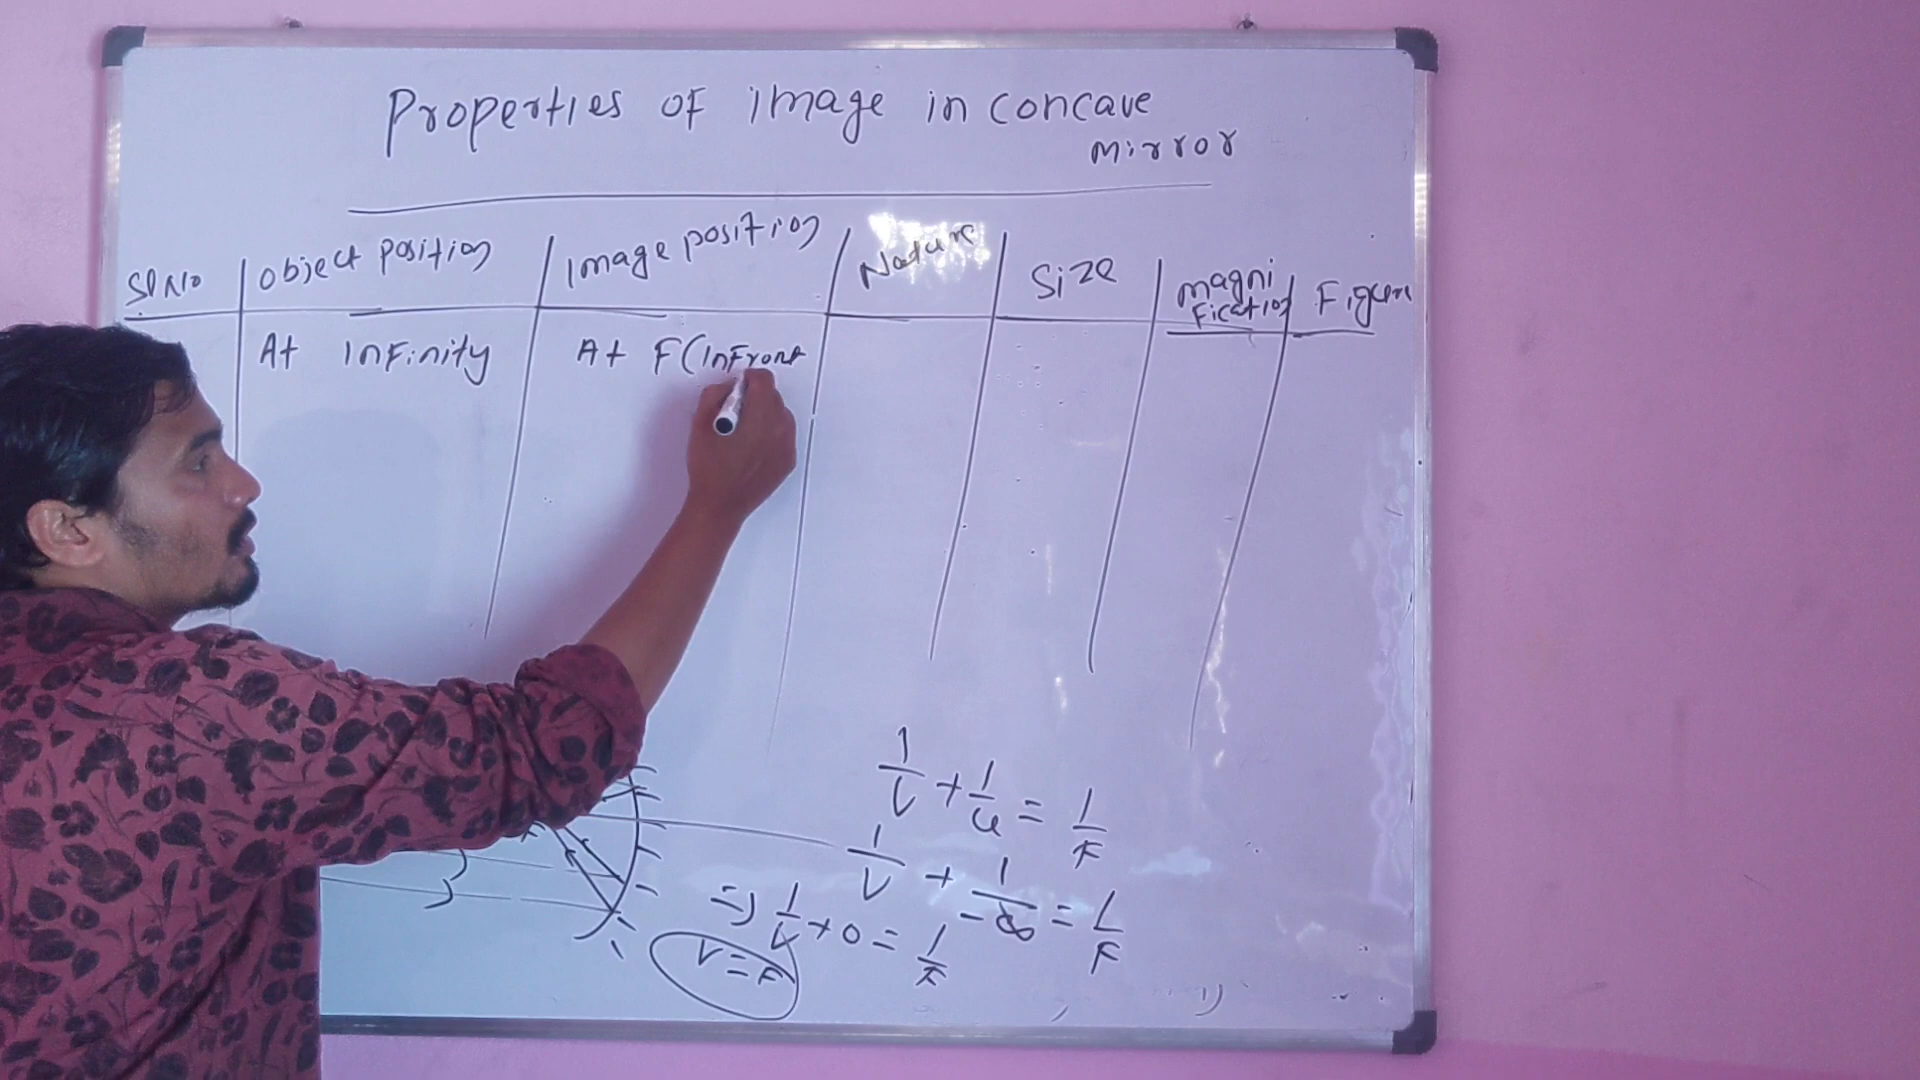 Properties OF image in concave
mirror
Sl No
Object position
Image position
Nature
Size
magni
Fication
Figure
At InFinity
At F(InFront
1/v + 1/u = 1/F
1/v + 1/-∞ = 1/F
=> 1/v + 0 = 1/F
v = F